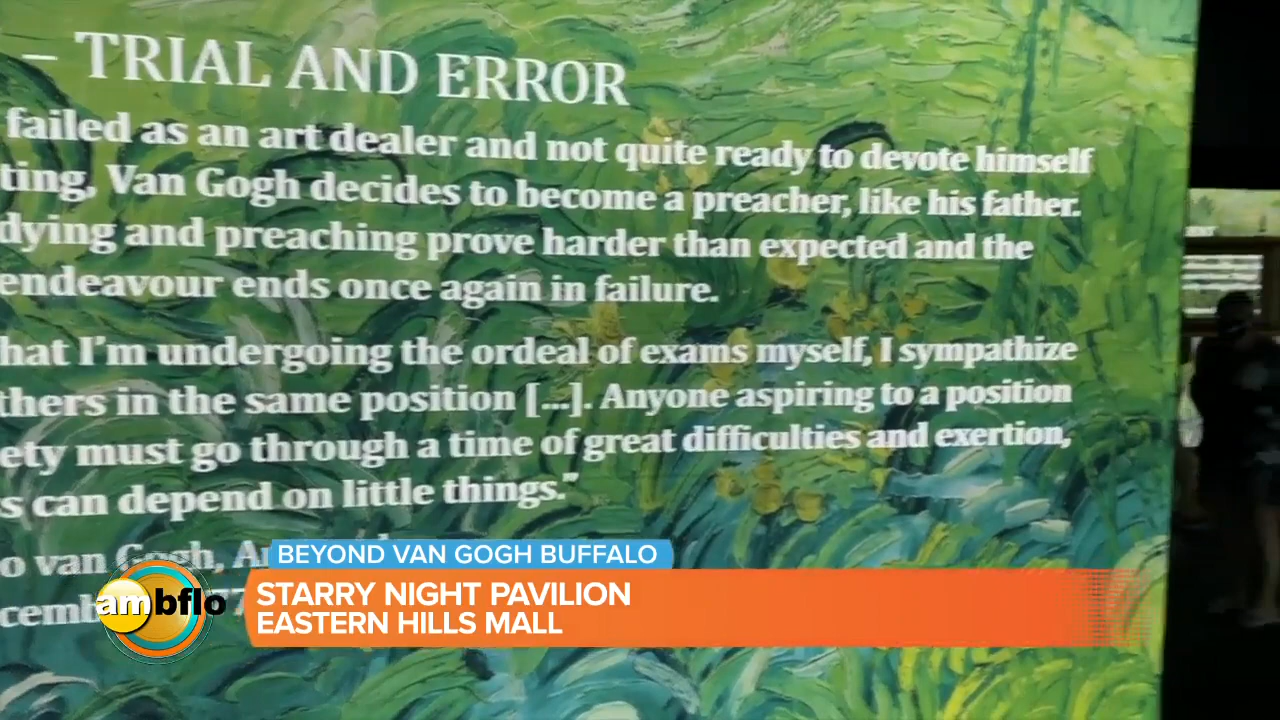 – TRIAL AND ERROR
failed as an art dealer and not quite ready to devote himself
ting, Van Gogh decides to become a preacher, like his father.
dying and preaching prove harder than expected and the
endeavour ends once again in failure.
hat I'm undergoing the ordeal of exams myself, I sympathize
thers in the same position [...]. Anyone aspiring to a position
ety must go through a time of great difficulties and exertion,
s can depend on little things."
o van Gogh, A
cemb 7
BEYOND VAN GOGH BUFFALO
ambflo
STARRY NIGHT PAVILION
EASTERN HILLS MALL